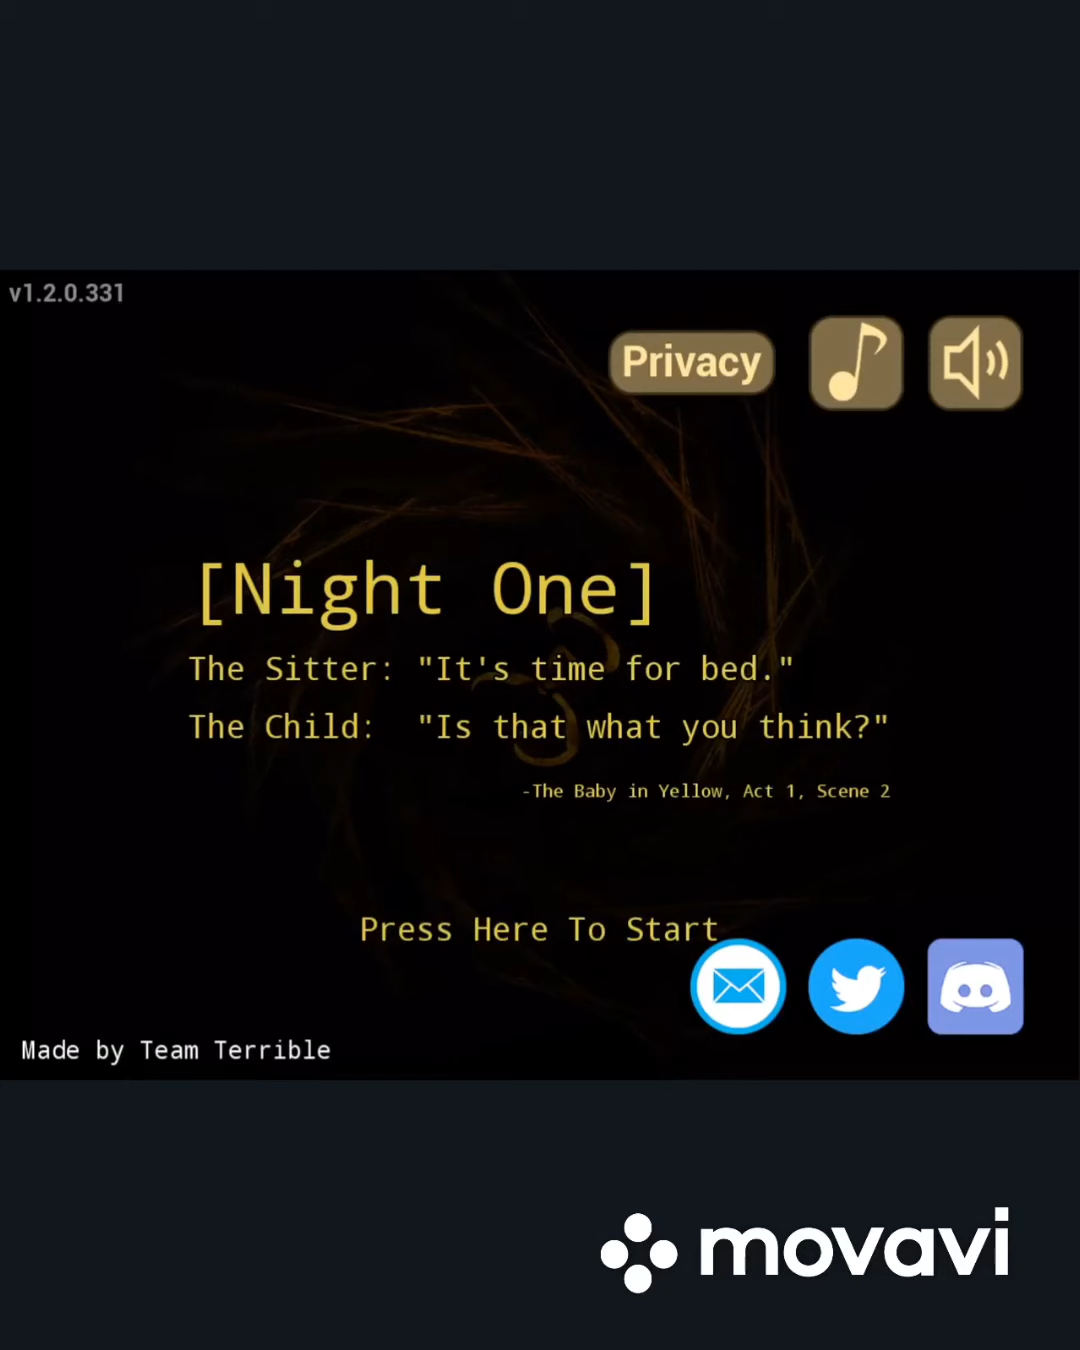 v1.2.0.331
Privacy
[Night One]
The Sitter: "It's time for bed."
The Child: "Is that what you think?"
-The Baby in Yellow, Act 1, Scene 2
Press Here To Start
Made by Team Terrible
movavi